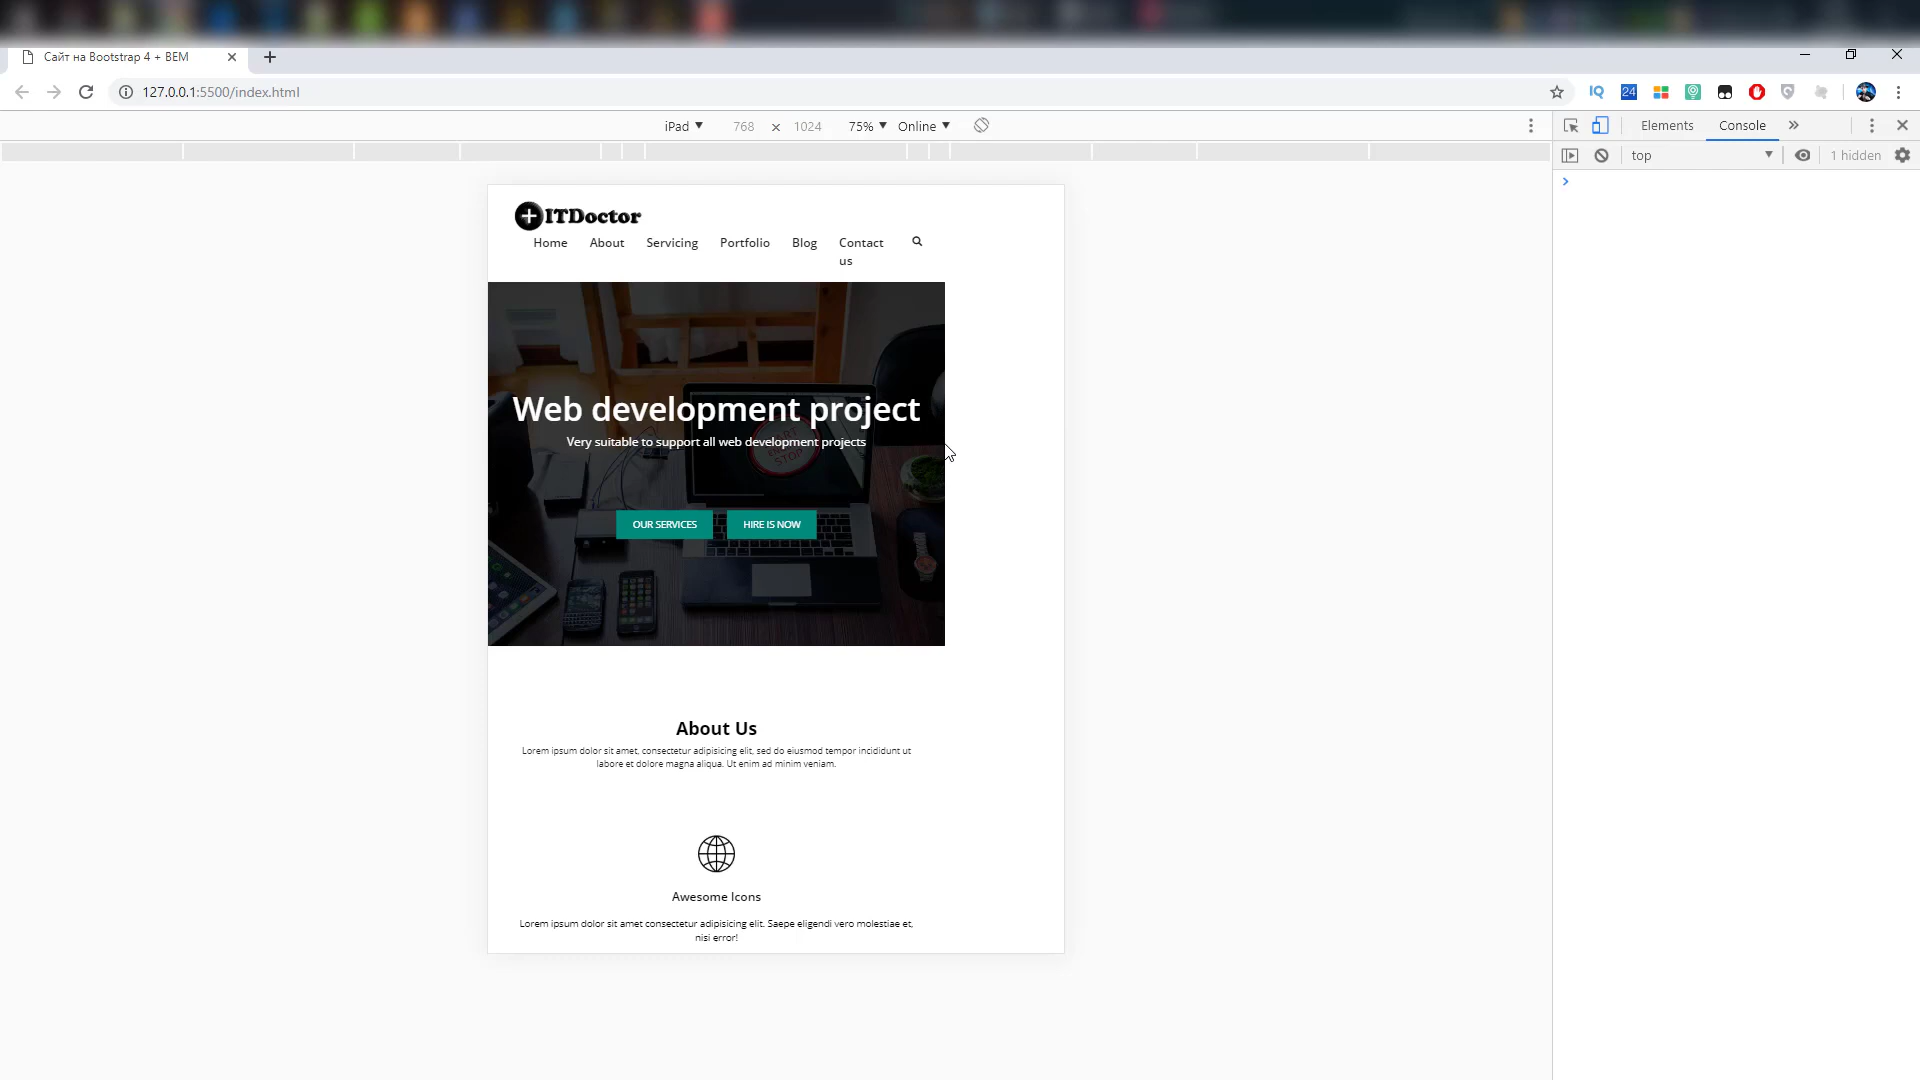 Сайт на Bootstrap 4 + BEM
127.0.0.1:5500/index.html
IQ
24
iPad
768 x 1024
75%
Online
Elements
Console
top
1 hidden
ITDoctor
Home
About
Servicing
Portfolio
Blog
Contact
us
Web development project
Very suitable to support all web development projects
START
STOP
OUR SERVICES
HIRE IS NOW
About Us
Lorem ipsum dolor sit amet, consectetur adipisicing elit, sed do eiusmod tempor incididunt ut
labore et dolore magna aliqua. Ut enim ad minim veniam.
Awesome Icons
Lorem ipsum dolor sit amet consectetur adipisicing elit. Saepe eligendi vero molestiae et,
nisi error!